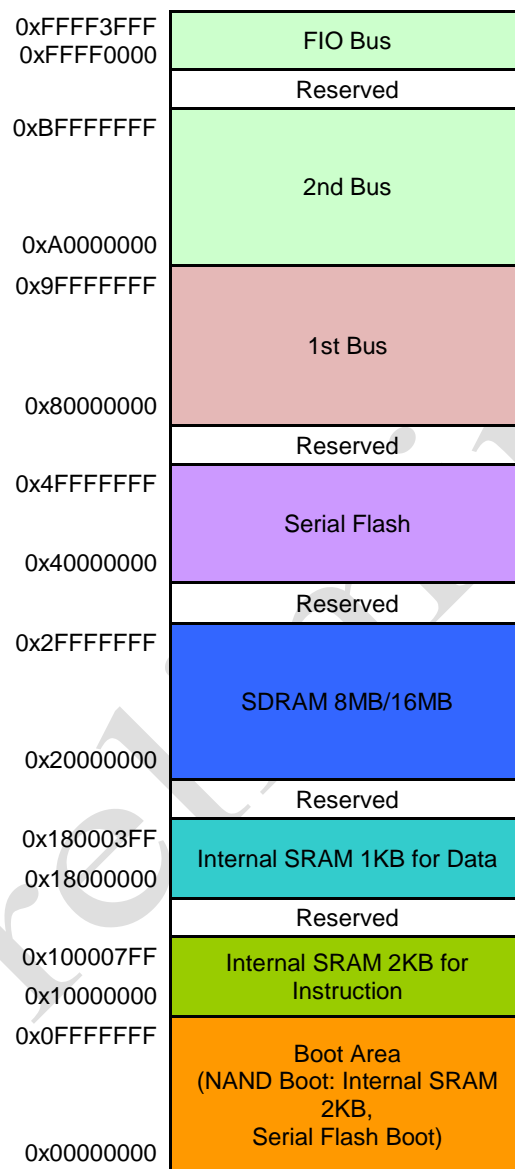 0xFFFF3FFF
0xFFFF0000
FIO Bus
Reserved
0xBFFFFFFF
2nd Bus
0xA0000000
0x9FFFFFFF
1st Bus
0x80000000
Reserved
0x4FFFFFFF
Serial Flash
0x40000000
Reserved
0x2FFFFFFF
SDRAM 8MB/16MB
0x20000000
Reserved
0x180003FF
Internal SRAM 1KB for Data
0x18000000
Reserved
0x100007FF
Internal SRAM 2KB for
Instruction
0x10000000
0x0FFFFFFF
Boot Area
(NAND Boot: Internal SRAM
2KB,
Serial Flash Boot)
0x00000000